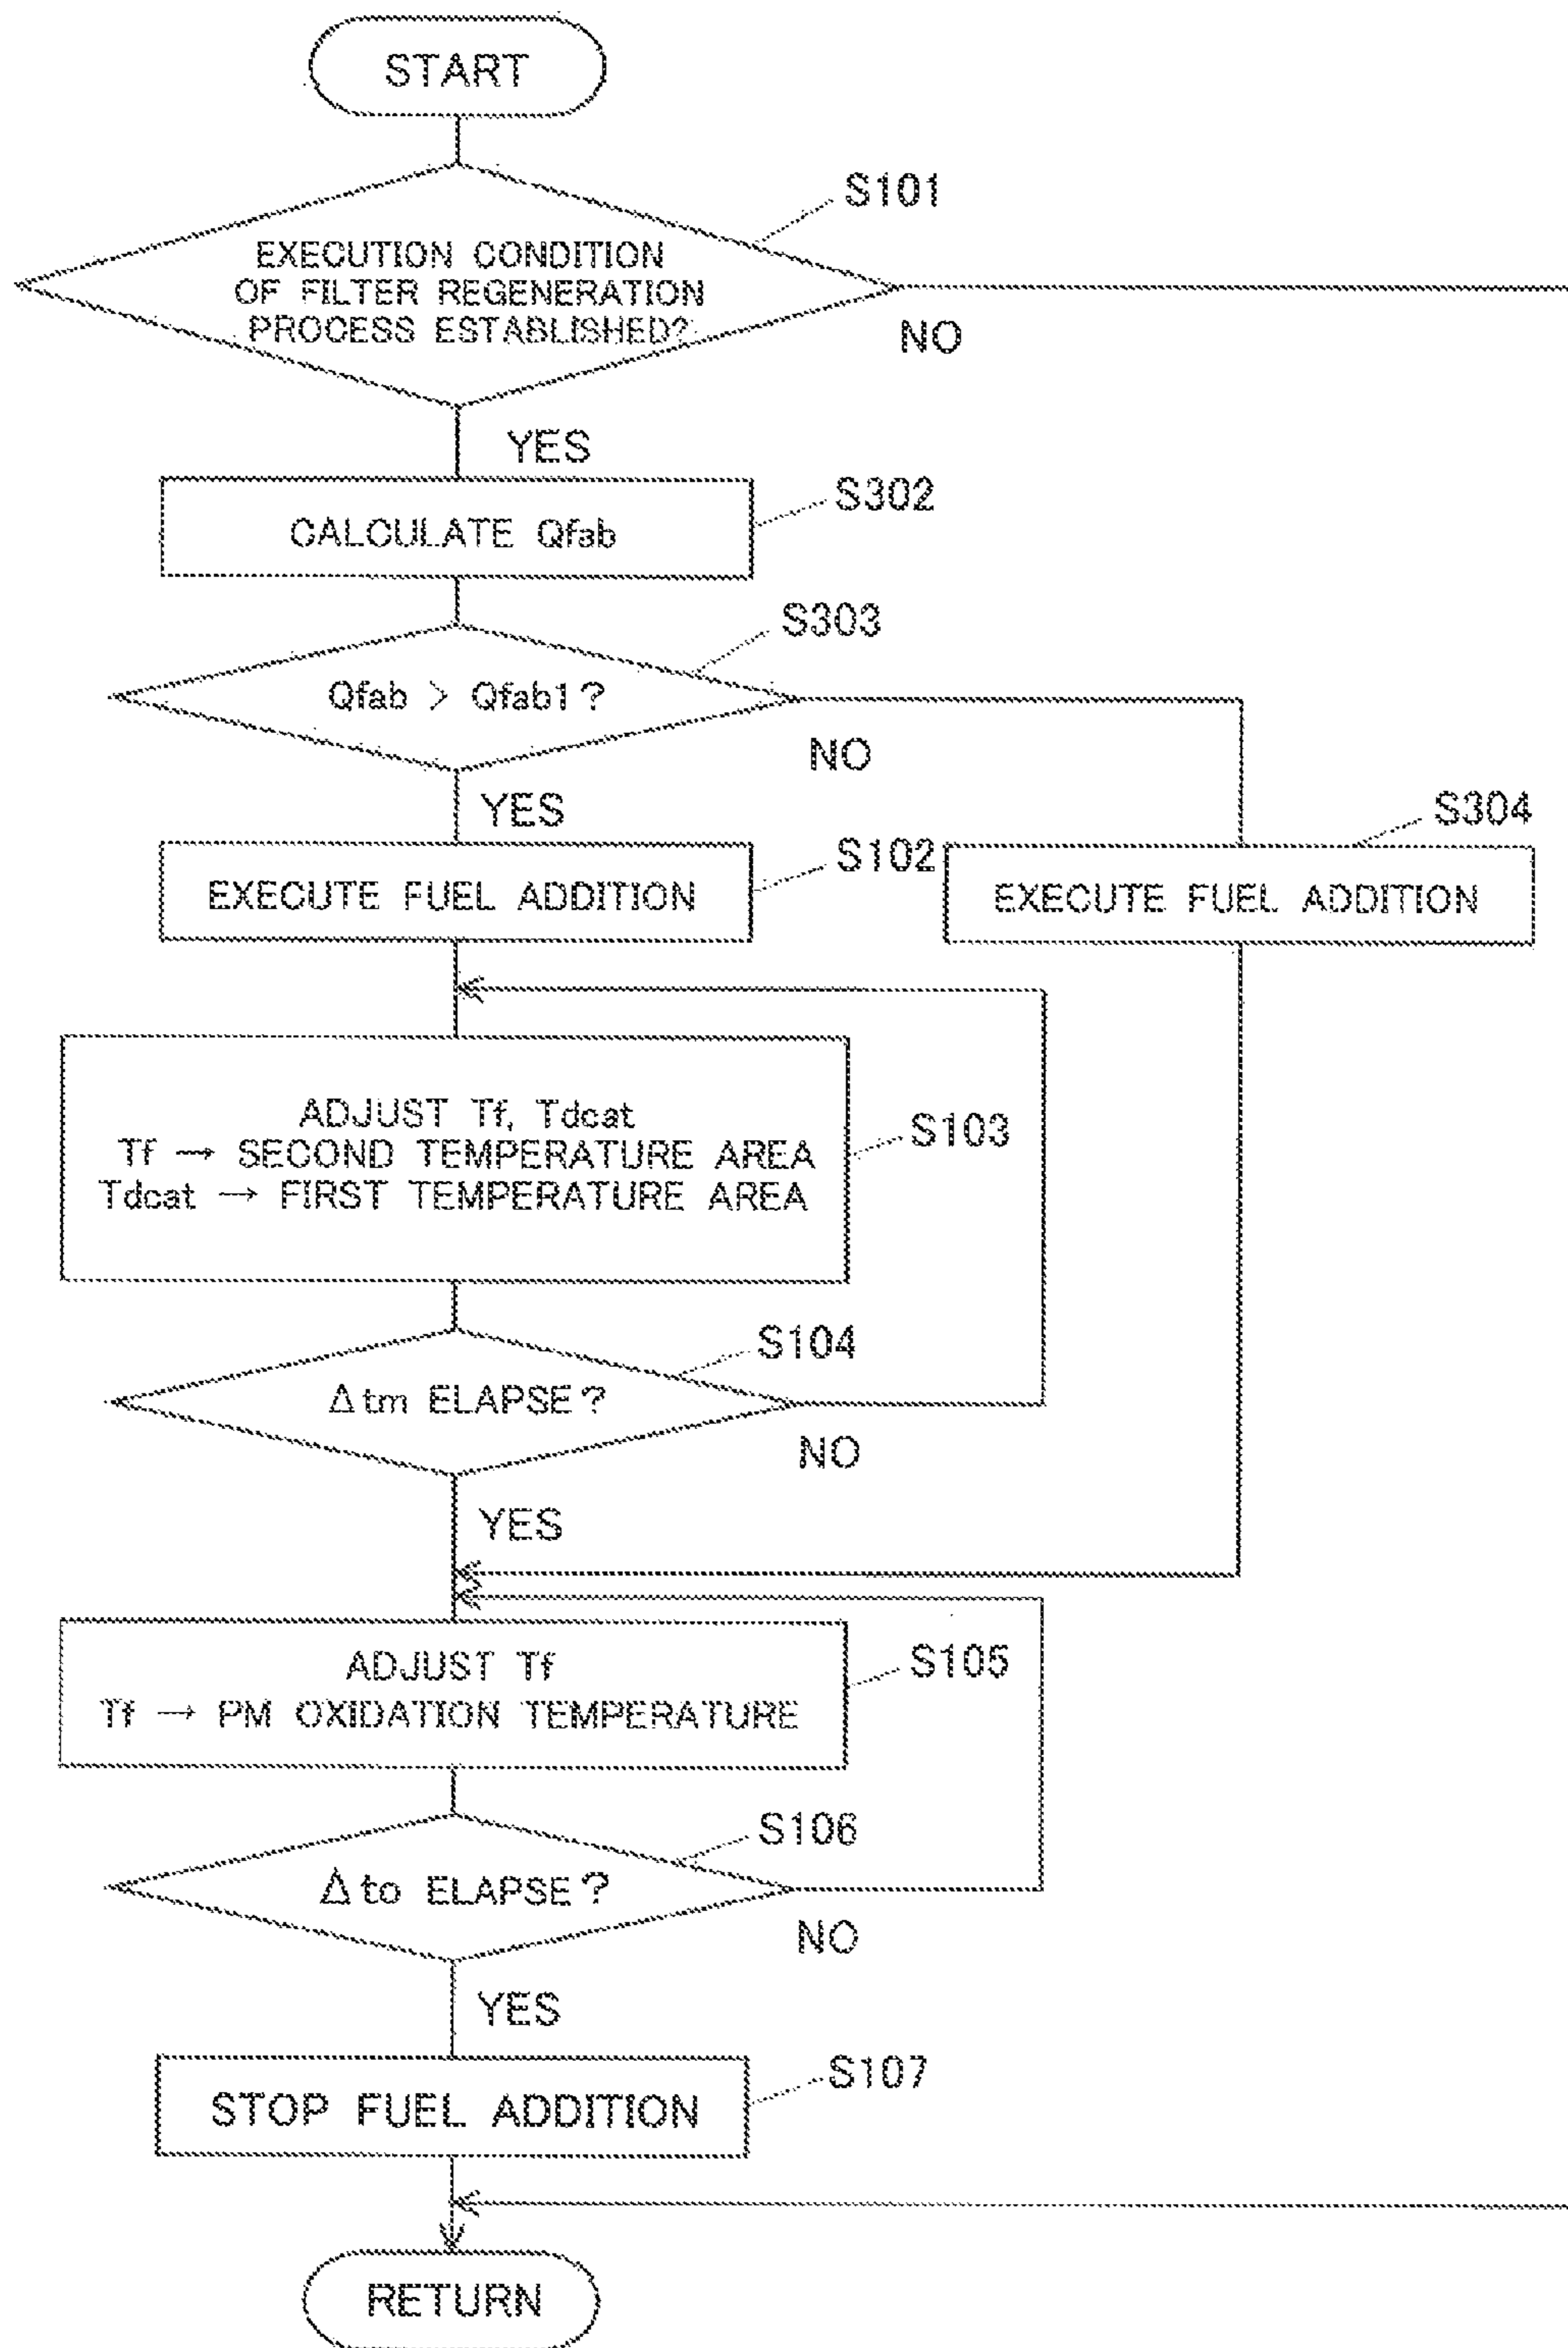 START
S101
EXECUTION CONDITION
OF FILTER REGENERATION
PROCESS ESTABLISHED?
NO
YES
S302
CALCULATE Qfab
S303
Qfab > Qfab1?
NO
YES
S304
S102
EXECUTE FUEL ADDITION
EXECUTE FUEL ADDITION
ADJUST Tf, Tdcat
S103
Tf → SECOND TEMPERATURE AREA
Tdcat → FIRST TEMPERATURE AREA
S104
Δtm ELAPSE?
NO
YES
ADJUST Tf
S105
Tf → PM OXIDATION TEMPERATURE
S106
Δto ELAPSE?
NO
YES
S107
STOP FUEL ADDITION
RETURN